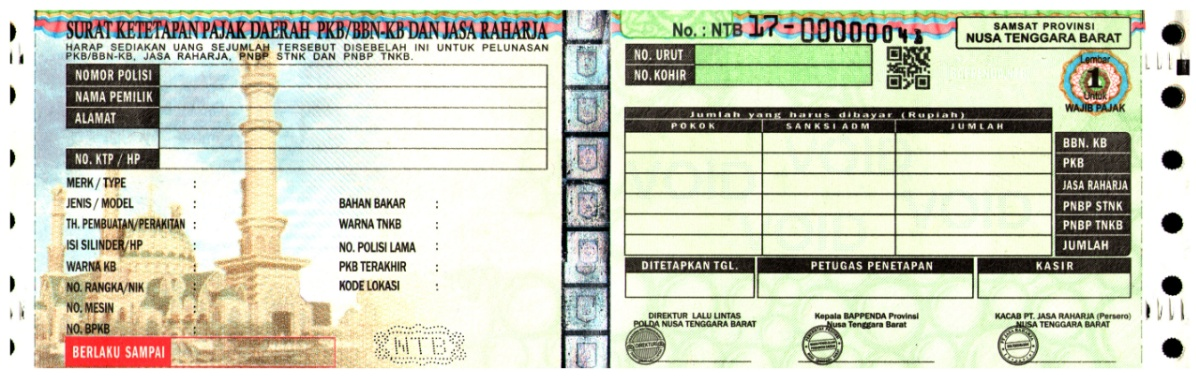 SURAT KETETAPAN PAJAK DAERAH PKB/BBN-KB DAN JASA RAHARJA
HARAP SEDIAKAN UANG SEJUMLAH TERSEBUT DISEBELAH INI UNTUK PELUNASAN
PKB/BBN-KB, JASA RAHARJA, PNBP STNK DAN PNBP TNKB.
NOMOR POLISI
NAMA PEMILIK
ALAMAT
NO. KTP / HP
MERK / TYPE :
JENIS / MODEL :
TH. PEMBUATAN/PERAKITAN :
ISI SILINDER/HP :
WARNA KB :
NO. RANGKA/NIK :
NO. MESIN :
NO. BPKB :
BERLAKU SAMPAI
BAHAN BAKAR :
WARNA TNKB :
NO. POLISI LAMA :
PKB TERAKHIR :
KODE LOKASI :
NTB
No. : NTB 17-00000048
SAMSAT PROVINSI
NUSA TENGGARA BARAT
NO. URUT
NO. KOHIR
Lembar
1
Untuk
WAJIB PAJAK
Jumlah yang harus dibayar (Rupiah)
POKOK SANKSI ADM JUMLAH
BBN. KB
PKB
JASA RAHARJA
PNBP STNK
PNBP TNKB
JUMLAH
DITETAPKAN TGL. PETUGAS PENETAPAN KASIR
DIREKTUR LALU LINTAS
POLDA NUSA TENGGARA BARAT
Kepala BAPPENDA Provinsi
Nusa Tenggara Barat
KACAB PT. JASA RAHARJA (Persero)
NUSA TENGGARA BARAT